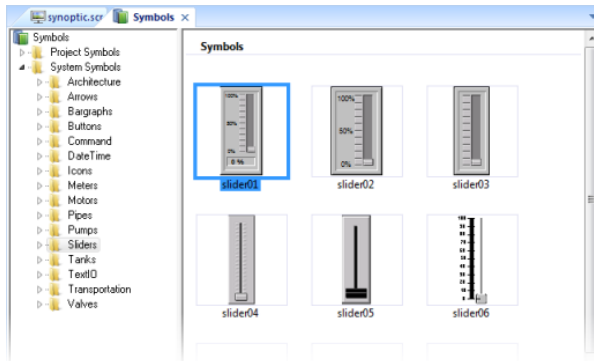 synoptic.scr Symbols ×
Symbols
Project Symbols
System Symbols
Architecture
Arrows
Bargraphs
Buttons
Command
DateTime
Icons
Meters
Motors
Pipes
Pumps
Sliders
Tanks
TextIO
Transportation
Valves
Symbols
100%
50%
0%
0 %
slider01
100%
50%
0%
slider02
slider03
slider04
slider05
slider06